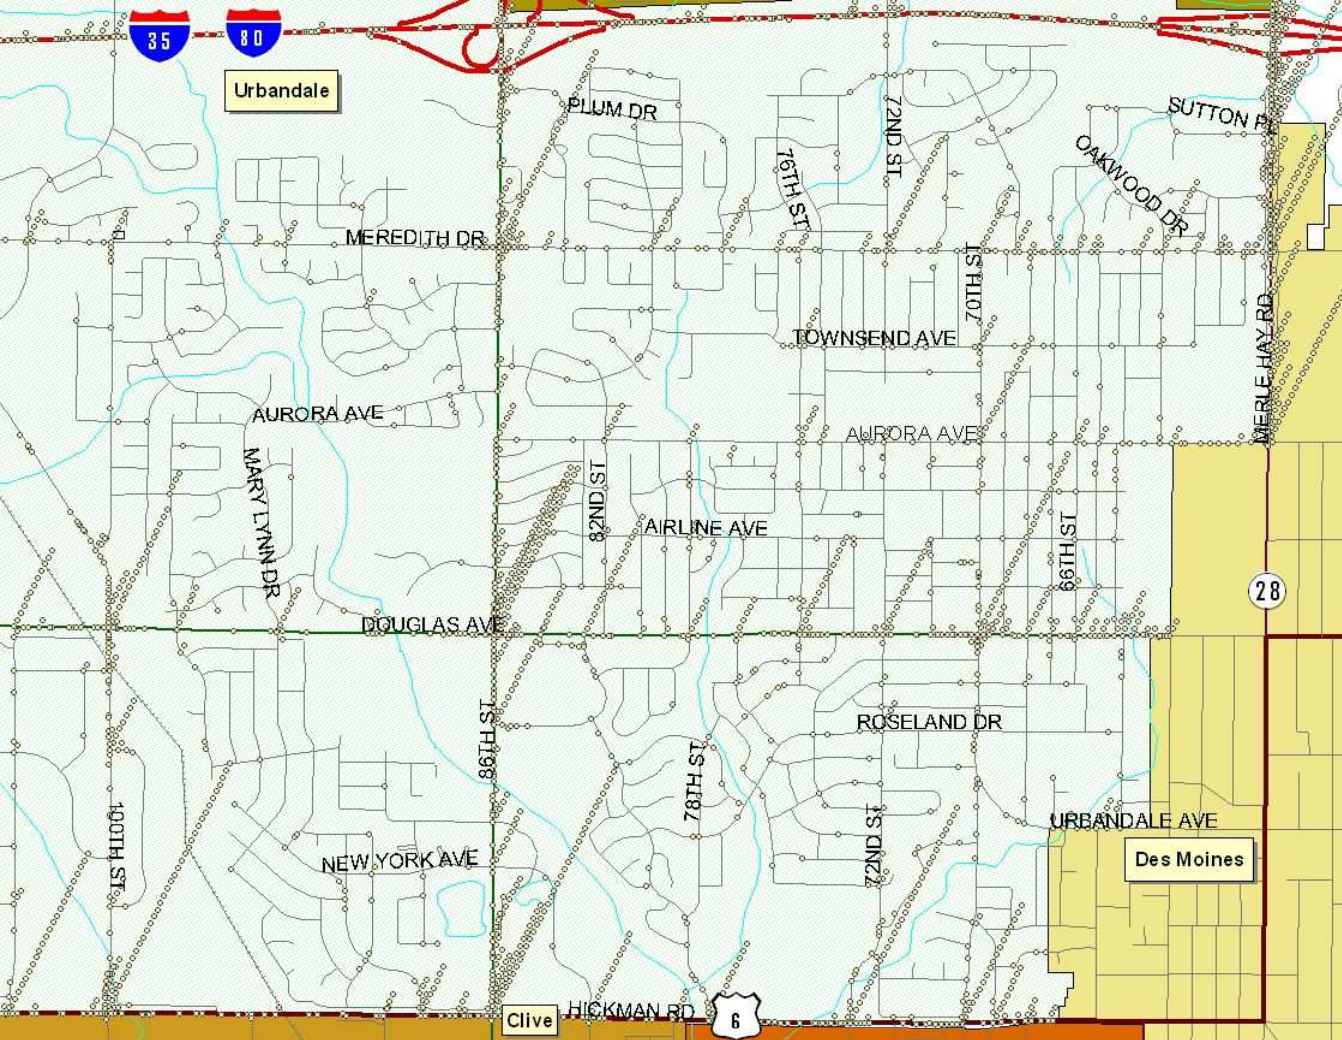 35
80
Urbandale
PLUM DR
72ND ST
SUTTON PL
OAKWOOD DR
76TH ST
MEREDITH DR
70TH ST
TOWNSEND AVE
MERLE HAY RD
AURORA AVE
AURORA AVE
MARY LYNN DR
82ND ST
AIRLINE AVE
66TH ST
28
DOUGLAS AVE
86TH ST
ROSELAND DR
78TH ST
100TH ST
72ND ST
URBANDALE AVE
NEW YORK AVE
Des Moines
Clive
HICKMAN RD
6